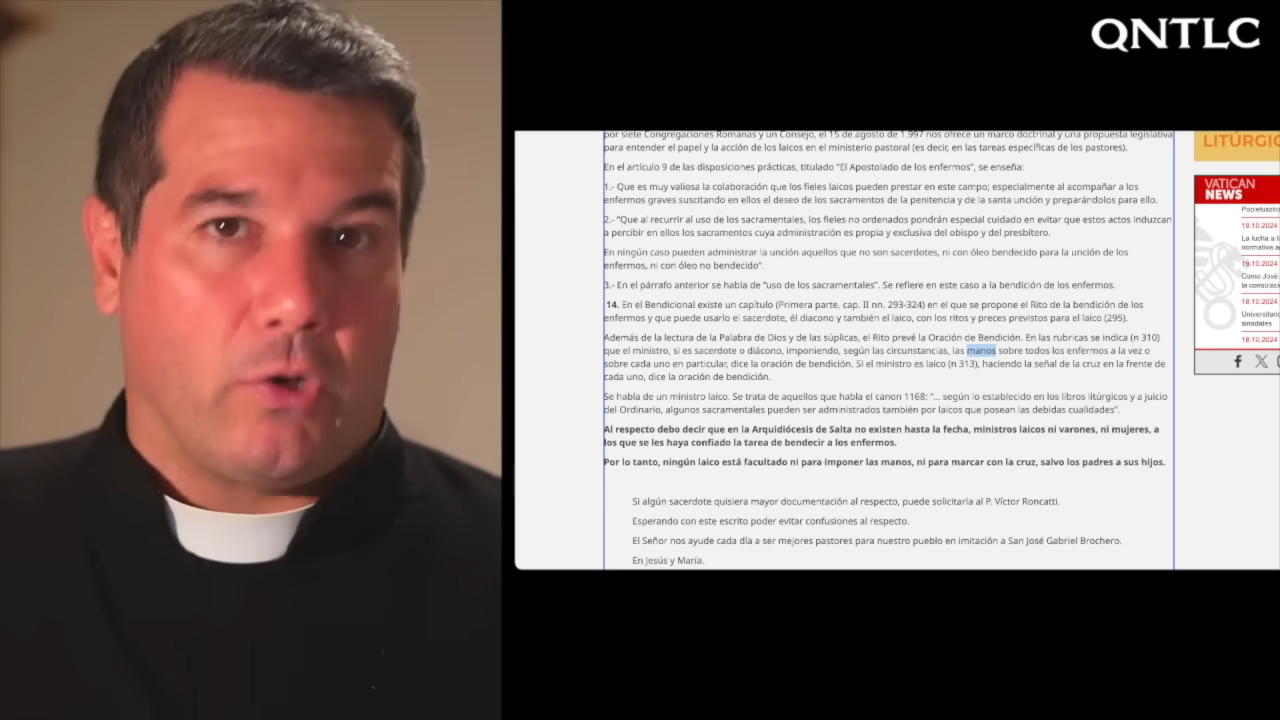 QNTLC
por siete Congregaciones Romanas y un Consejo, el 15 de agosto de 1.997 nos ofrece un marco doctrinal y una propuesta legislativa
para entender el papel y la acción de los laicos en el ministerio pastoral (es decir, en las tareas específicas de los pastores).
En el artículo 9 de las disposiciones prácticas, titulado “El Apostolado de los enfermos”, se enseña:
1.- Que es muy valiosa la colaboración que los fieles laicos pueden prestar en este campo; especialmente al acompañar a los
enfermos graves suscitando en ellos el deseo de los sacramentos de la penitencia y de la santa unción y preparándolos para ello.
2.- “Que al recurrir al uso de los sacramentales, los fieles no ordenados pondrán especial cuidado en evitar que estos actos induzcan
a percibir en ellos los sacramentos cuya administración es propia y exclusiva del obispo y del presbítero.
En ningún caso pueden administrar la unción aquellos que no son sacerdotes, ni con óleo bendecido para la unción de los
enfermos, ni con óleo no bendecido”.
3.- En el párrafo anterior se habla de “uso de los sacramentales”. Se refiere en este caso a la bendición de los enfermos.
14. En el Bendicional existe un capítulo (Primera parte, cap. II nn. 293-324) en el que se propone el Rito de la bendición de los
enfermos y que puede usarlo el sacerdote, él diacono y también el laico, con los ritos y preces previstos para el laico (295).
Además de la lectura de la Palabra de Dios y de las súplicas, el Rito prevé la Oración de Bendición. En las rubricas se indica (n 310)
que el ministro, si es sacerdote o diácono, imponiendo, según las circunstancias, las manos sobre todos los enfermos a la vez o
sobre cada uno en particular, dice la oración de bendición. Si el ministro es laico (n 313), haciendo la señal de la cruz en la frente de
cada uno, dice la oración de bendición.
Se habla de un ministro laico. Se trata de aquellos que habla el canon 1168: “... según lo establecido en los libros litúrgicos y a juicio
del Ordinario, algunos sacramentales pueden ser administrados también por laicos que posean las debidas cualidades”.
Al respecto debo decir que en la Arquidiócesis de Salta no existen hasta la fecha, ministros laicos ni varones, ni mujeres, a
los que se les haya confiado la tarea de bendecir a los enfermos.
Por lo tanto, ningún laico está facultado ni para imponer las manos, ni para marcar con la cruz, salvo los padres a sus hijos.
Si algún sacerdote quisiera mayor documentación al respecto, puede solicitarla al P. Víctor Roncatti.
Esperando con este escrito poder evitar confusiones al respecto.
El Señor nos ayude cada día a ser mejores pastores para nuestro pueblo en imitación a San José Gabriel Brochero.
En Jesús y María.
LITÚRGIC
VATICAN
NEWS
Popieluszko
19.10.2024
La lucha a l
normativa a
19.10.2024
Como José
la consolaci
18.10.2024
Universitario
sinodales
18.10.2024